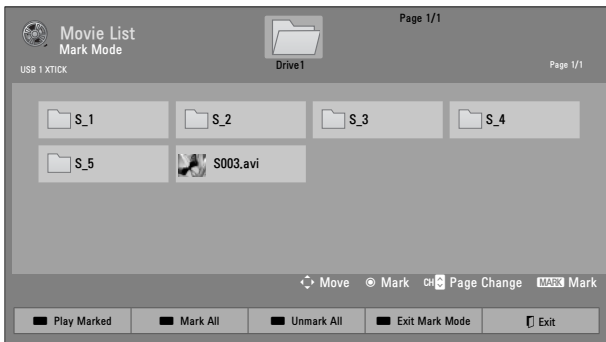 Movie List
Mark Mode
USB 1 XTICK
Drive1
Page 1/1
Page 1/1
S_1 S_2 S_3 S_4
S_5 S003.avi
Move Mark CH Page Change MARK Mark
Play Marked Mark All Unmark All Exit Mark Mode Exit